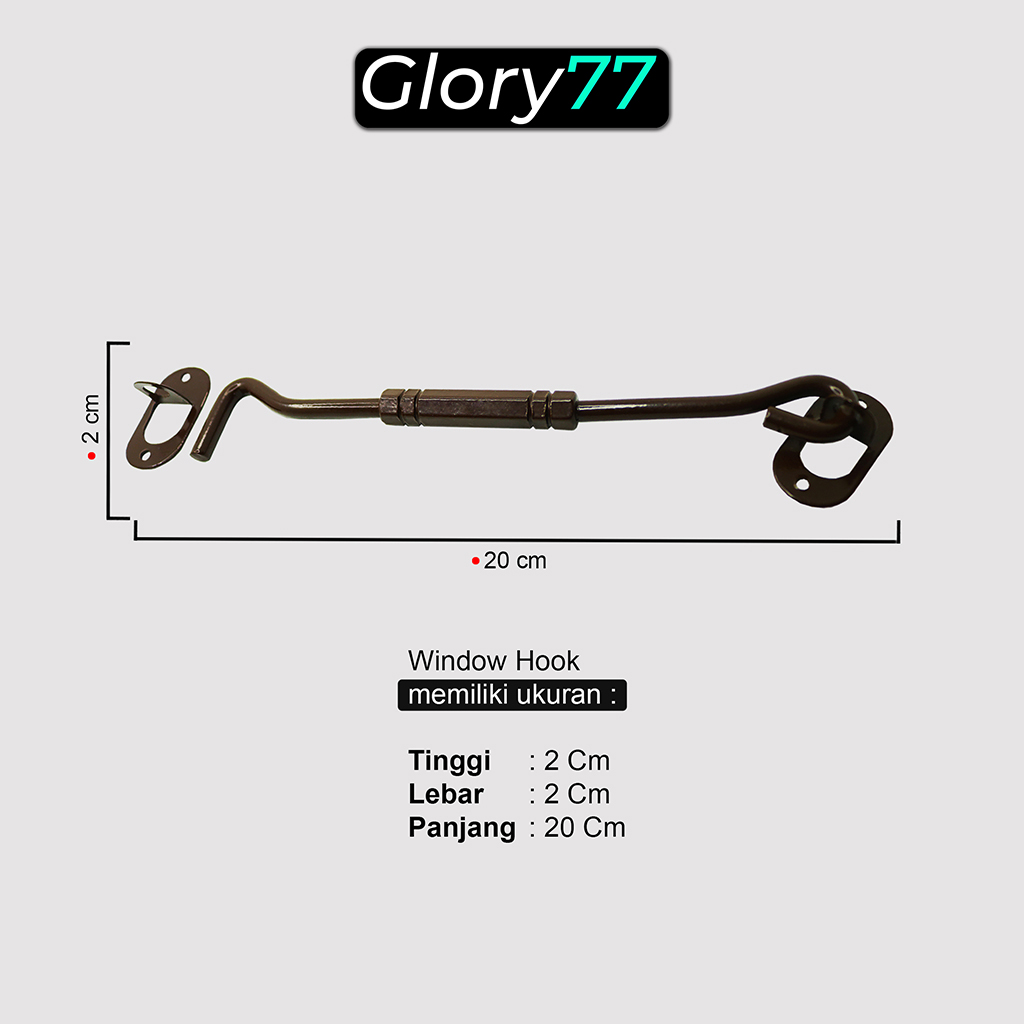 Glory77
2 cm
20 cm
Window Hook
memiliki ukuran :
Tinggi : 2 Cm
Lebar : 2 Cm
Panjang : 20 Cm